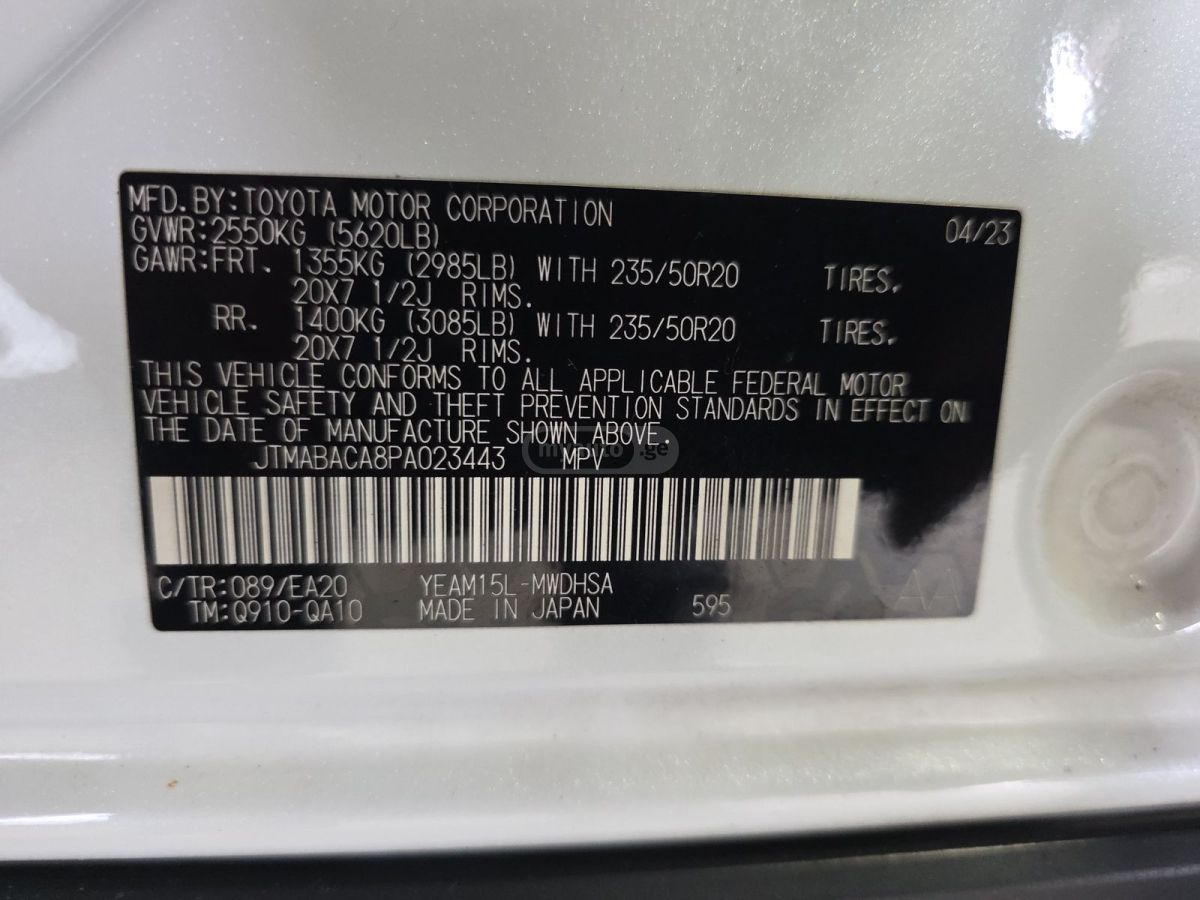 MFD.BY:TOYOTA MOTOR CORPORATION 04/23
GVWR:2550KG (5620LB)
GAWR:FRT. 1355KG (2985LB) WITH 235/50R20 TIRES,
20X7 1/2J RIMS.
RR. 1400KG (3085LB) WITH 235/50R20 TIRES,
20X7 1/2J RIMS.
THIS VEHICLE CONFORMS TO ALL APPLICABLE FEDERAL MOTOR
VEHICLE SAFETY AND THEFT PREVENTION STANDARDS IN EFFECT ON
THE DATE OF MANUFACTURE SHOWN ABOVE.
myauto.ge
JTMABACA8PA023443 MPV
C/TR:089/EA20 YEAM15L-MWDHSA
TM:Q910-QA10 MADE IN JAPAN 595
AA